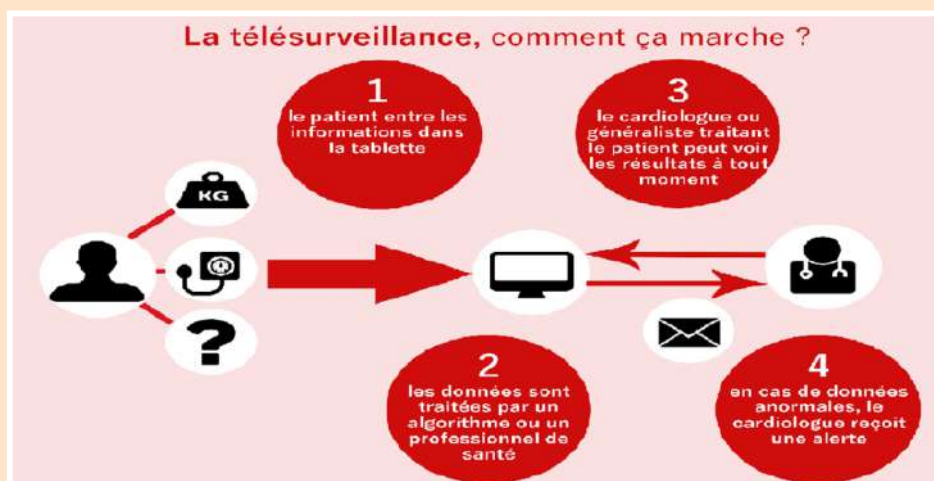 La télésurveillance, comment ça marche ?
1
le patient entre les
informations dans
la tablette
3
le cardiologue ou
généraliste traitant
le patient peut voir
les résultats à tout
moment
KG
?
2
les données sont
traitées par un
algorithme ou un
professionnel de
santé
4
en cas de données
anormales, le
cardiologue reçoit
une alerte